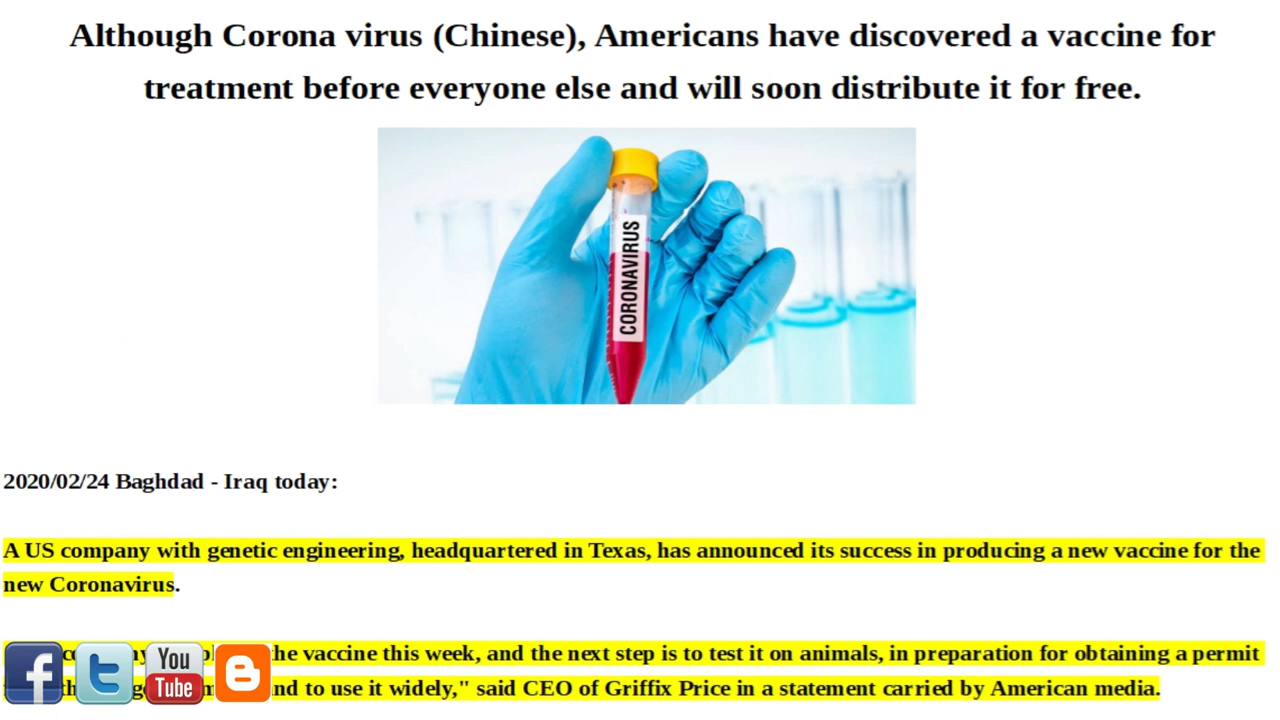 Although Corona virus (Chinese), Americans have discovered a vaccine for
treatment before everyone else and will soon distribute it for free.
CORONAVIRUS
2020/02/24 Baghdad - Iraq today:
A US company with genetic engineering, headquartered in Texas, has announced its success in producing a new vaccine for the
new Coronavirus.
the vaccine this week, and the next step is to test it on animals, in preparation for obtaining a permit
and to use it widely," said CEO of Griffix Price in a statement carried by American media.
You
Tube